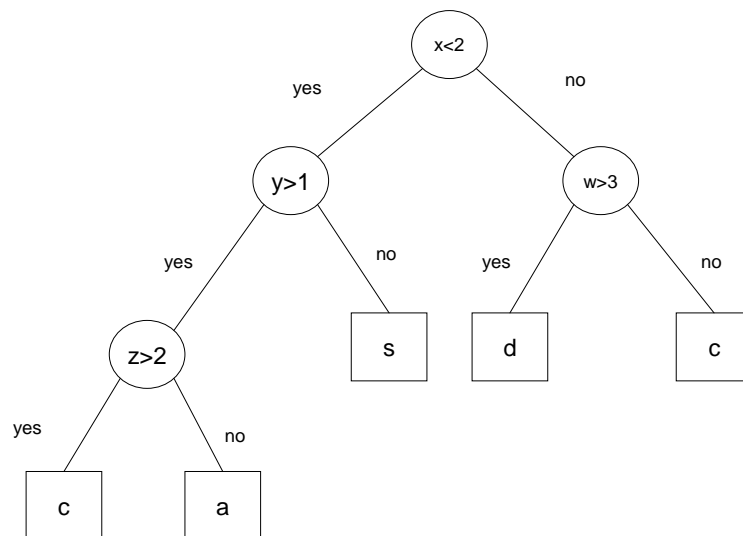 x<2
yes
no
y>1
w>3
yes
no
yes
no
z>2
s
d
c
yes
no
c
a